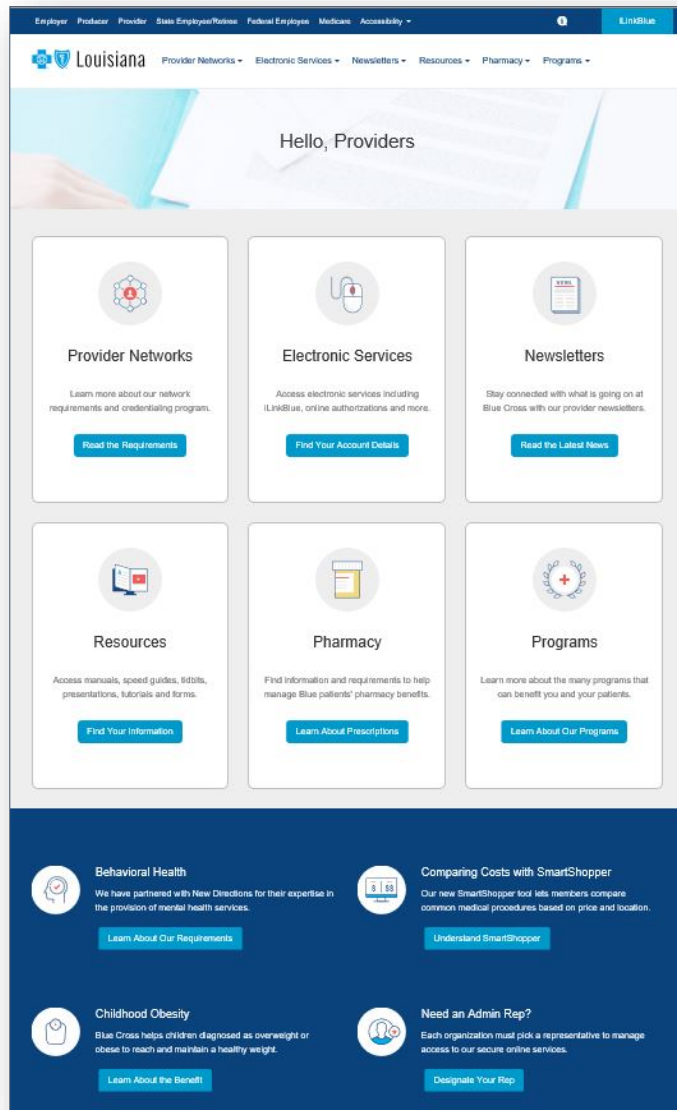 Employer Producer Provider State Employee/Retiree Federal Employee Medicare Accessibility
iLinkBlue
Louisiana
Provider Networks Electronic Services Newsletters Resources Pharmacy Programs
Hello, Providers
Provider Networks
Learn more about our network
requirements and credentialing program.
Read the Requirements
Electronic Services
Access electronic services including
iLinkBlue, online authorizations and more.
Find Your Account Details
Newsletters
Stay connected with what is going on at
Blue Cross with our provider newsletters.
Read the Latest News
Resources
Access manuals, speed guides, tidbits,
presentations, tutorials and forms.
Find Your Information
Pharmacy
Find information and requirements to help
manage Blue patients' pharmacy benefits.
Learn About Prescriptions
Programs
Learn more about the many programs that
can benefit you and your patients.
Learn About Our Programs
Behavioral Health
We have partnered with New Directions for their expertise in
the provision of mental health services.
Learn About Our Requirements
$ $$
Comparing Costs with SmartShopper
Our new SmartShopper tool lets members compare
common medical procedures based on price and location.
Understand SmartShopper
Childhood Obesity
Blue Cross helps children diagnosed as overweight or
obese to reach and maintain a healthy weight.
Learn About the Benefit
Need an Admin Rep?
Each organization must pick a representative to manage
access to our secure online services.
Designate Your Rep